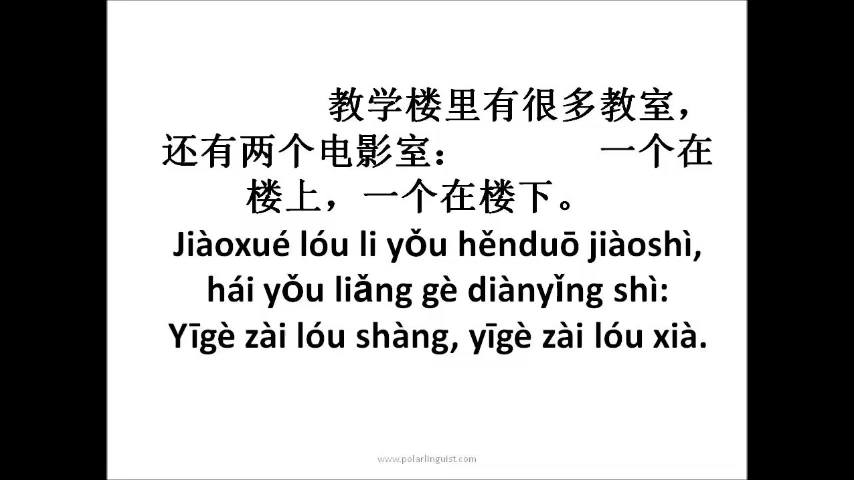 教学楼里有很多教室，
还有两个电影室： 一个在
楼上，一个在楼下。
Jiàoxué lóu li yǒu hěnduō jiàoshì,
hái yǒu liǎng gè diànyǐng shì:
Yīgè zài lóu shàng, yīgè zài lóu xià.
www.polarlinguist.com